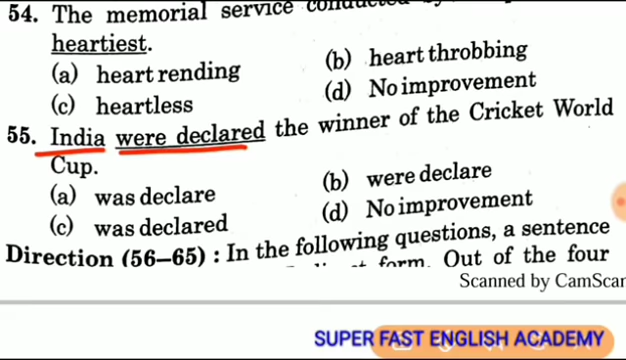 54. The memorial service
heartiest.
(a) heart rending (b) heart throbbing
(c) heartless (d) No improvement
55. India were declared the winner of the Cricket World
Cup.
(a) was declare (b) were declare
(c) was declared (d) No improvement
Direction (56–65) : In the following questions, a sentence
form. Out of the four
Scanned by CamScan
SUPER FAST ENGLISH ACADEMY